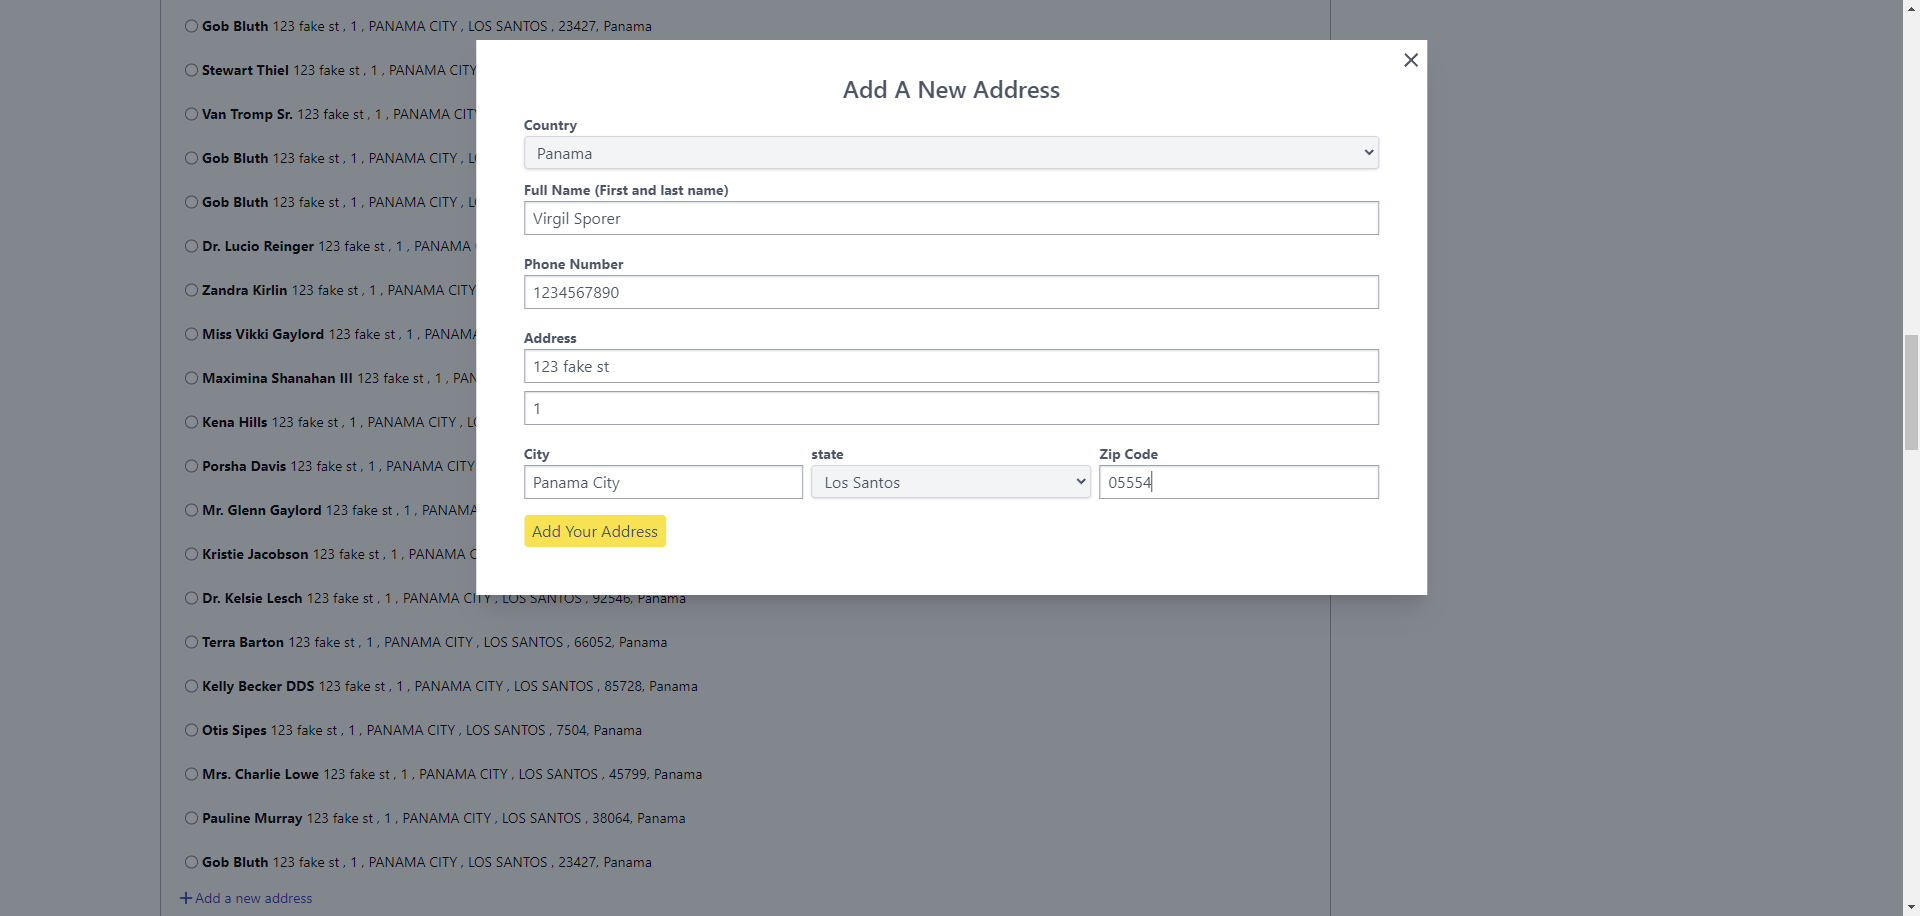 Gob Bluth 123 fake st , 1 , PANAMA CITY , LOS SANTOS , 23427, Panama
Stewart Thiel 123 fake st , 1 , PANAMA CITY
Van Tromp Sr. 123 fake st , 1 , PANAMA CIT
Gob Bluth 123 fake st , 1 , PANAMA CITY , L
Gob Bluth 123 fake st , 1 , PANAMA CITY , L
Dr. Lucio Reinger 123 fake st , 1 , PANAMA
Zandra Kirlin 123 fake st , 1 , PANAMA CITY
Miss Vikki Gaylord 123 fake st , 1 , PANAMA
Maximina Shanahan III 123 fake st , 1 , PAN
Kena Hills 123 fake st , 1 , PANAMA CITY , L
Porsha Davis 123 fake st , 1 , PANAMA CITY
Mr. Glenn Gaylord 123 fake st , 1 , PANAMA
Kristie Jacobson 123 fake st , 1 , PANAMA C
Dr. Kelsie Lesch 123 fake st , 1 , PANAMA CITY , LOS SANTOS , 92546, Panama
Terra Barton 123 fake st , 1 , PANAMA CITY , LOS SANTOS , 66052, Panama
Kelly Becker DDS 123 fake st , 1 , PANAMA CITY , LOS SANTOS , 85728, Panama
Otis Sipes 123 fake st , 1 , PANAMA CITY , LOS SANTOS , 7504, Panama
Mrs. Charlie Lowe 123 fake st , 1 , PANAMA CITY , LOS SANTOS , 45799, Panama
Pauline Murray 123 fake st , 1 , PANAMA CITY , LOS SANTOS , 38064, Panama
Gob Bluth 123 fake st , 1 , PANAMA CITY , LOS SANTOS , 23427, Panama
Add a new address
Add A New Address
Country
Panama
Full Name (First and last name)
Virgil Sporer
Phone Number
1234567890
Address
123 fake st
1
City state Zip Code
Panama City Los Santos 05554
Add Your Address